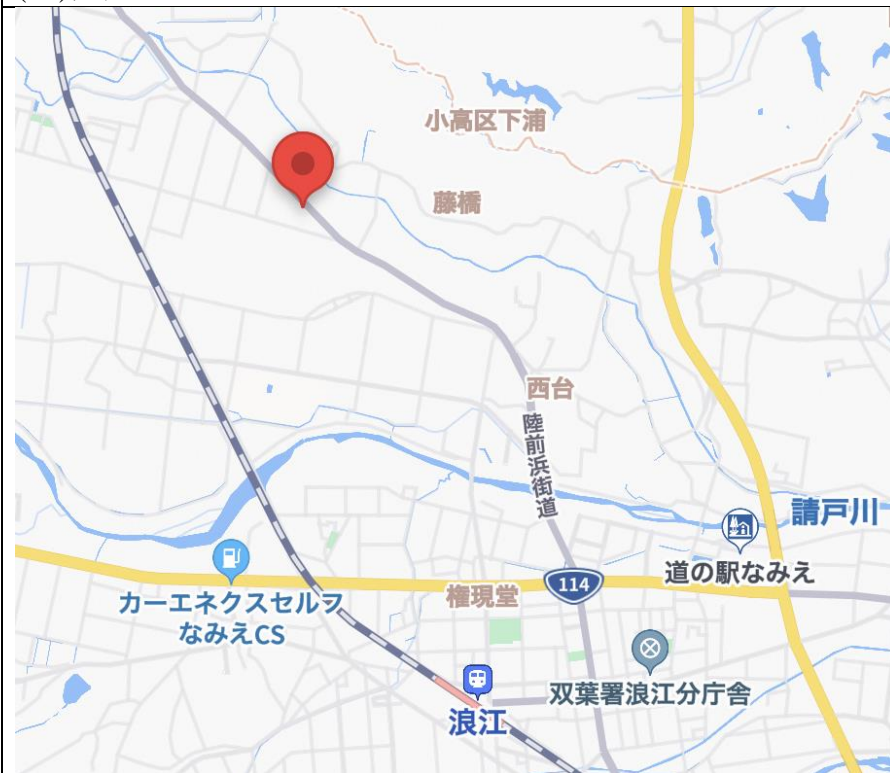 小高区下浦
藤橋
西台
陸前浜街道
請戸川
道の駅なみえ
カーエネクスセルフ
なみえCS
権現堂
114
双葉署浪江分庁舎
浪江